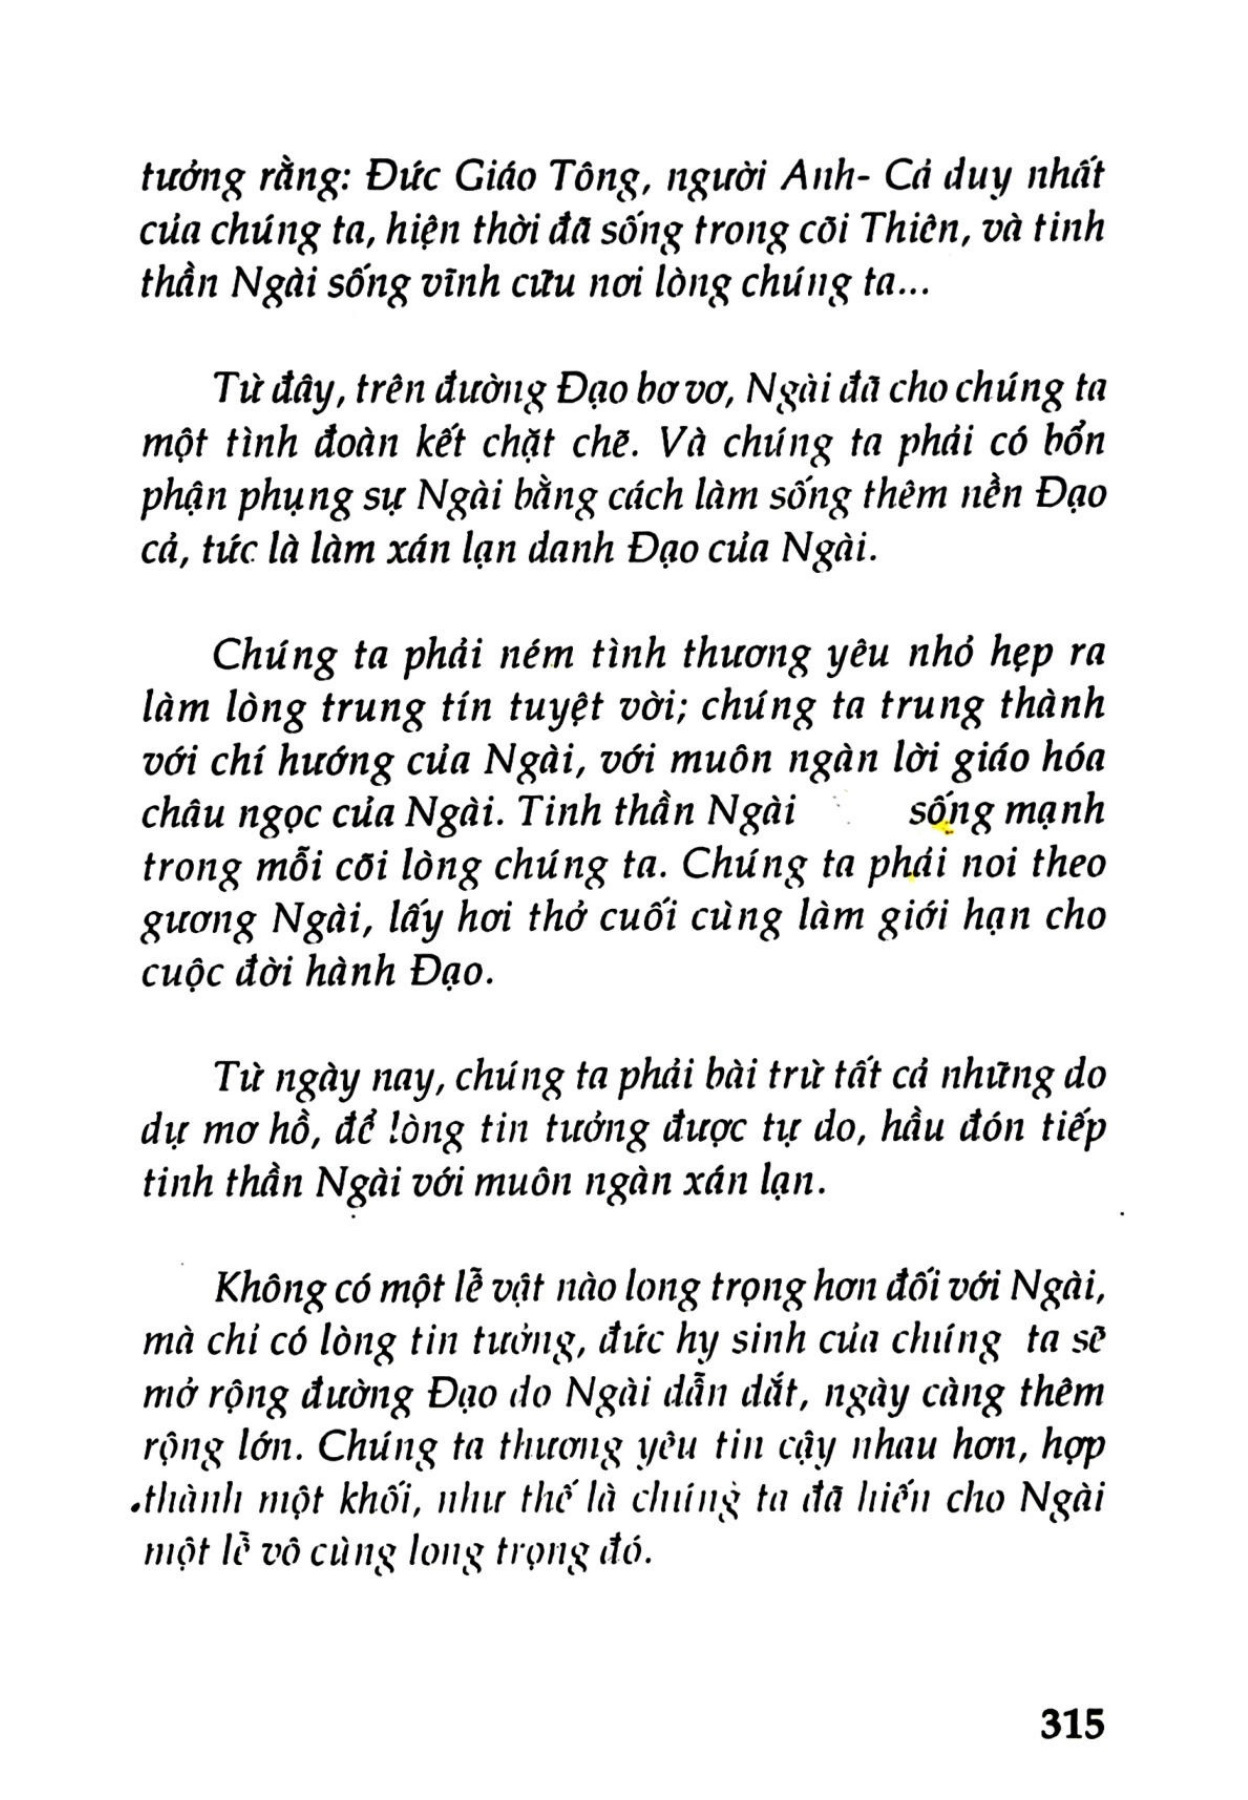 tưởng rằng: Đức Giáo Tông, người Anh- Cả duy nhất
của chúng ta, hiện thời đã sống trong cõi Thiên, và tinh
thần Ngài sống vĩnh cửu nơi lòng chúng ta...
Từ đây, trên đường Đạo bơ vơ, Ngài đã cho chúng ta
một tình đoàn kết chặt chẽ. Và chúng ta phải có bổn
phận phụng sự Ngài bằng cách làm sống thêm nền Đạo
cả, tức là làm xán lạn danh Đạo của Ngài.
Chúng ta phải ném tình thương yêu nhỏ hẹp ra
làm lòng trung tín tuyệt vời; chúng ta trung thành
với chí hướng của Ngài, với muôn ngàn lời giáo hóa
châu ngọc của Ngài. Tinh thần Ngài sống mạnh
trong mỗi cõi lòng chúng ta. Chúng ta phải noi theo
gương Ngài, lấy hơi thở cuối cùng làm giới hạn cho
cuộc đời hành Đạo.
Từ ngày nay, chúng ta phải bài trừ tất cả những do
dự mơ hồ, để lòng tin tưởng được tự do, hầu đón tiếp
tinh thần Ngài với muôn ngàn xán lạn.
Không có một lễ vật nào long trọng hơn đối với Ngài,
mà chỉ có lòng tin tưởng, đức hy sinh của chúng ta sẽ
mở rộng đường Đạo do Ngài dẫn dắt, ngày càng thêm
rộng lớn. Chúng ta thương yêu tin cậy nhau hơn, hợp
thành một khối, như thế là chúng ta đã hiến cho Ngài
một lễ vô cùng long trọng đó.
315